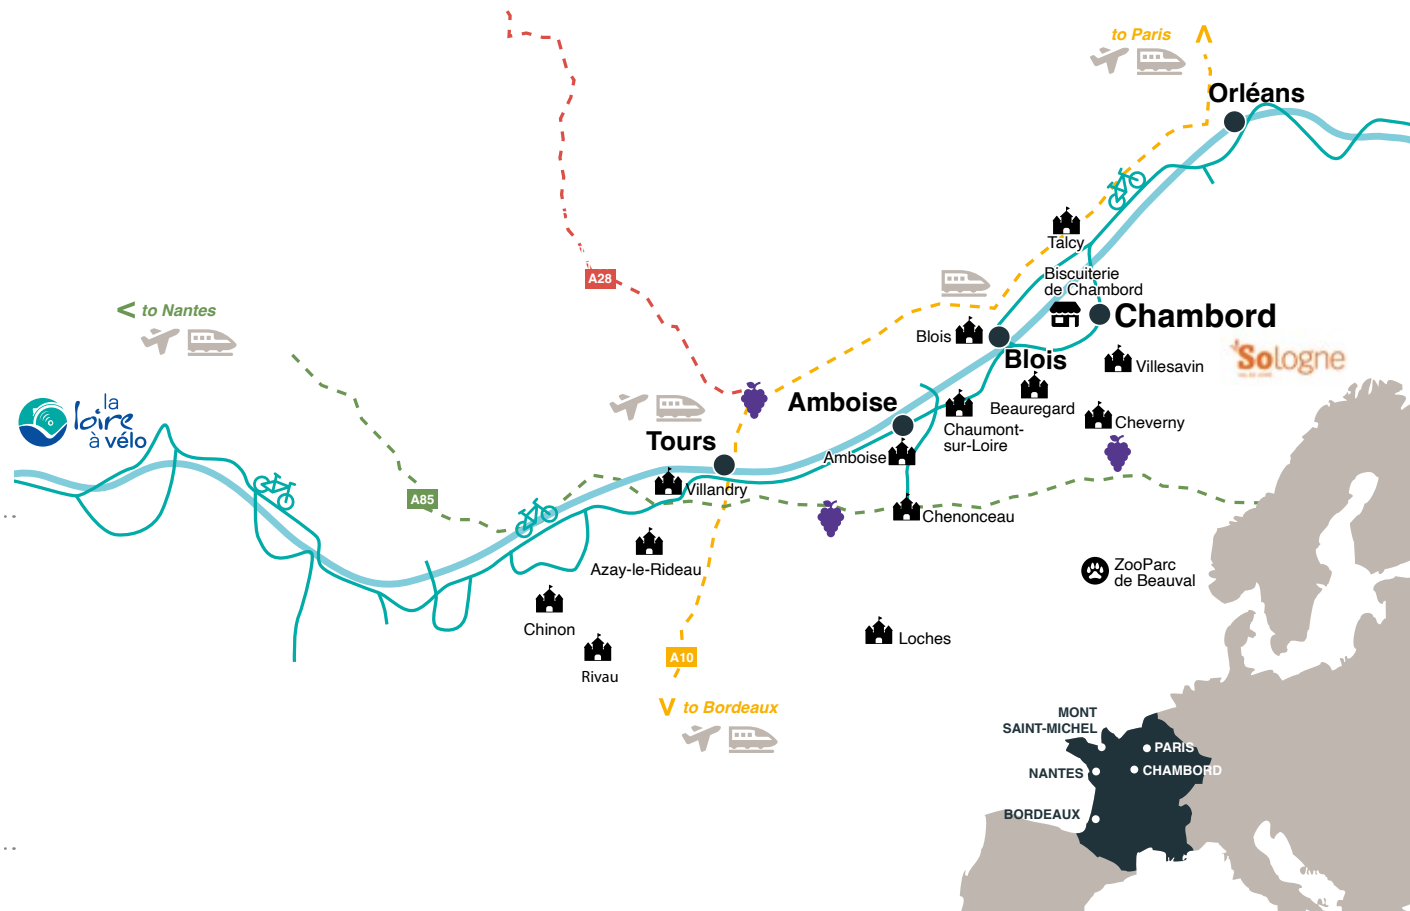 to Paris
Orléans
Talcy
Biscuiterie
de Chambord
A28
to Nantes
Chambord
Blois
Blois
Villesavin
Sologne
Beauregard
Amboise
Cheverny
la
loire
à vélo
Chaumont-
sur-Loire
Tours
Amboise
Villandry
A85
Chenonceau
Azay-le-Rideau
ZooParc
de Beauval
Chinon
Loches
Rivau
A10
to Bordeaux
MONT
SAINT-MICHEL
PARIS
NANTES
CHAMBORD
BORDEAUX